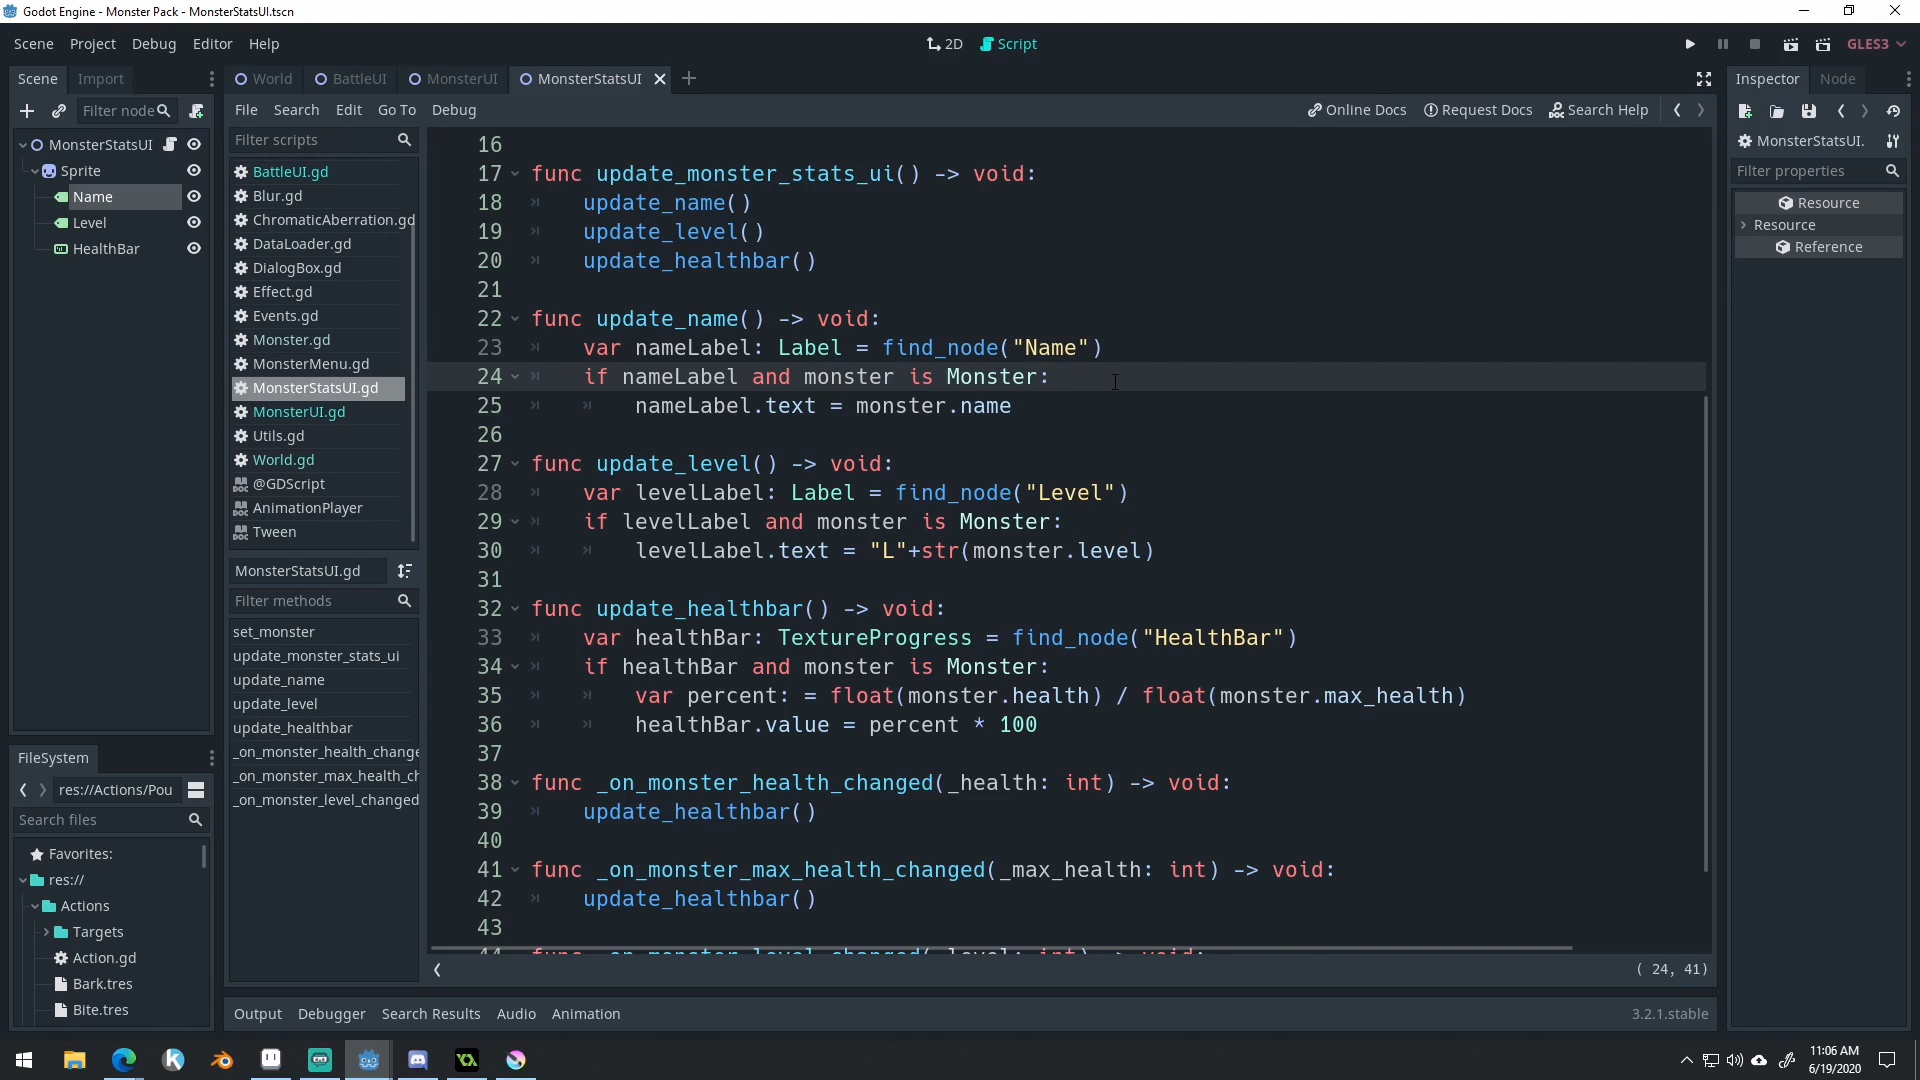 Godot Engine - Monster Pack - MonsterStatsUI.tscn
Scene Project Debug Editor Help
2D Script
GLES3
Scene Import
World BattleUI MonsterUI MonsterStatsUI
Inspector Node
Filter node
File Search Edit Go To Debug
Online Docs Request Docs Search Help
MonsterStatsUI
Sprite
Name
Level
HealthBar
Filter scripts
BattleUI.gd
Blur.gd
ChromaticAberration.gd
DataLoader.gd
DialogBox.gd
Effect.gd
Events.gd
Monster.gd
MonsterMenu.gd
MonsterStatsUI.gd
MonsterUI.gd
Utils.gd
World.gd
@GDScript
AnimationPlayer
Tween
MonsterStatsUI.gd
Filter methods
set_monster
update_monster_stats_ui
update_name
update_level
update_healthbar
_on_monster_health_change
_on_monster_max_health_ch
_on_monster_level_changed
16
17 func update_monster_stats_ui() -> void:
18 update_name()
19 update_level()
20 update_healthbar()
21
22 func update_name() -> void:
23 var nameLabel: Label = find_node("Name")
24 if nameLabel and monster is Monster:
25 nameLabel.text = monster.name
26
27 func update_level() -> void:
28 var levelLabel: Label = find_node("Level")
29 if levelLabel and monster is Monster:
30 levelLabel.text = "L"+str(monster.level)
31
32 func update_healthbar() -> void:
33 var healthBar: TextureProgress = find_node("HealthBar")
34 if healthBar and monster is Monster:
35 var percent: = float(monster.health) / float(monster.max_health)
36 healthBar.value = percent * 100
37
38 func _on_monster_health_changed(_health: int) -> void:
39 update_healthbar()
40
41 func _on_monster_max_health_changed(_max_health: int) -> void:
42 update_healthbar()
43
44 func _on_monster_level_changed(_level: int) -> void:
( 24, 41)
MonsterStatsUI.
Filter properties
Resource
Resource
Reference
FileSystem
res://Actions/Pou
Search files
Favorites:
res://
Actions
Targets
Action.gd
Bark.tres
Bite.tres
Output Debugger Search Results Audio Animation
3.2.1.stable
11:06 AM
6/19/2020